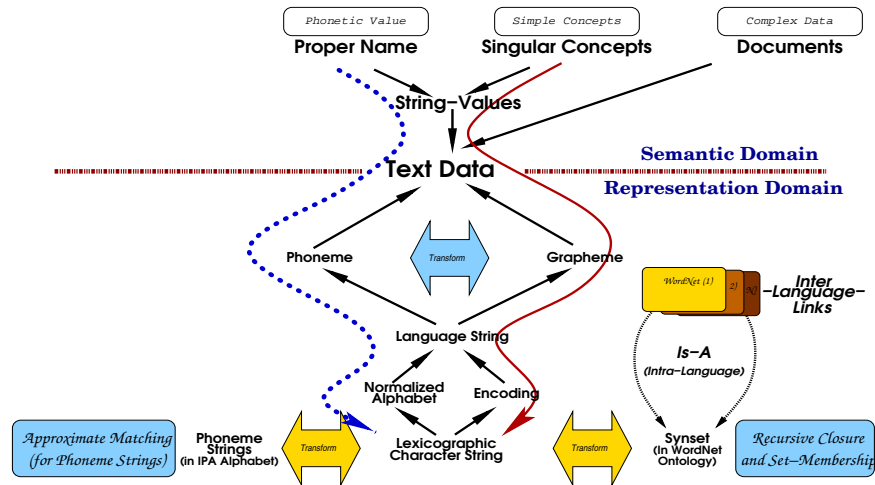 Phonetic Value
Simple Concepts
Complex Data
Proper Name
Singular Concepts
Documents
String-Values
Semantic Domain
Text Data
Representation Domain
Phoneme
Transform
Grapheme
WordNet (1)
2)
N)
Inter
-Language-
Links
Language String
Is-A
(Intra-Language)
Normalized
Alphabet
Encoding
Approximate Matching
(for Phoneme Strings)
Phoneme
Strings
(in IPA Alphabet)
Transform
Lexicographic
Character String
Transform
Synset
(In WordNet
Ontology)
Recursive Closure
and Set-Membership